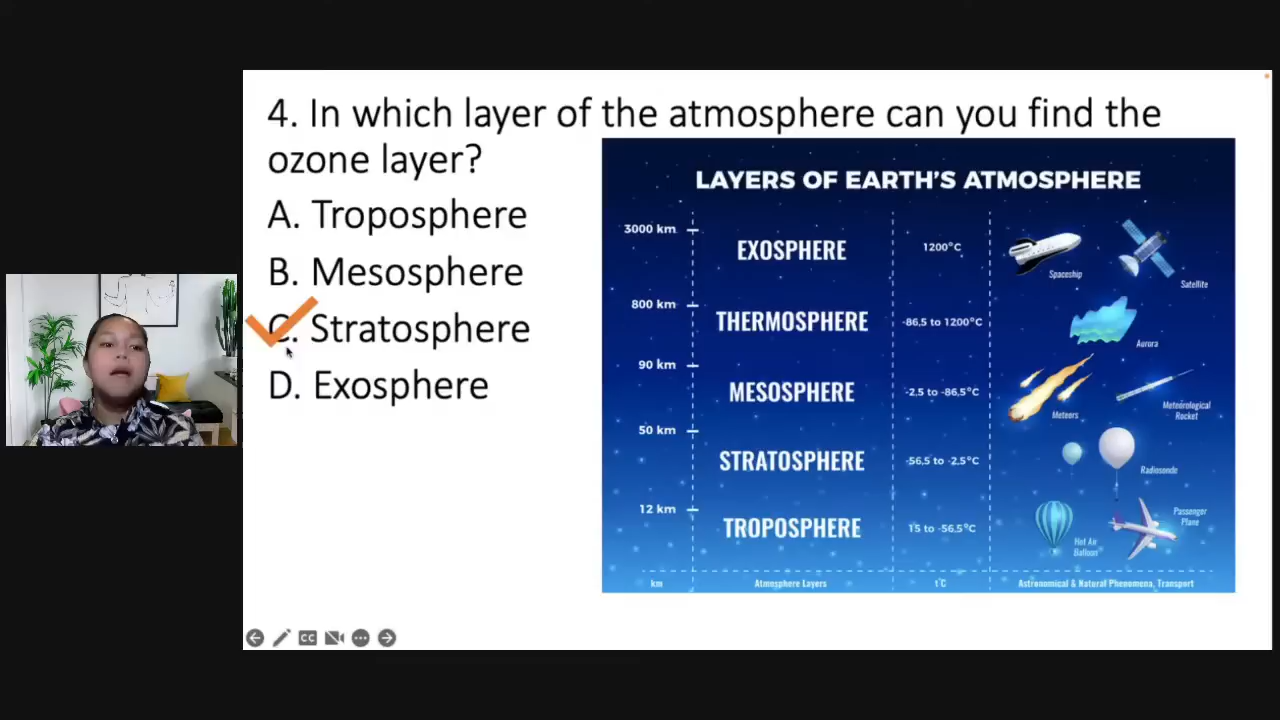 4. In which layer of the atmosphere can you find the
ozone layer?
A. Troposphere
B. Mesosphere
C. Stratosphere
D. Exosphere
LAYERS OF EARTH'S ATMOSPHERE
3000 km
EXOSPHERE
1200°C
Spaceship
Satellite
800 km
THERMOSPHERE
-86,5 to 1200°C
Aurora
90 km
MESOSPHERE
-2,5 to -86,5°C
Meteors
Meteorological
Rocket
50 km
STRATOSPHERE
-56,5 to -2,5°C
Radiosonde
12 km
TROPOSPHERE
15 to -56,5°C
Hot Air
Balloon
Passenger
Plane
km
Atmosphere Layers
t°C
Astronomical & Natural Phenomena, Transport
CC